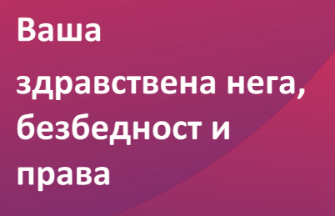 Ваша
здравствена нега,
безбедност и
права